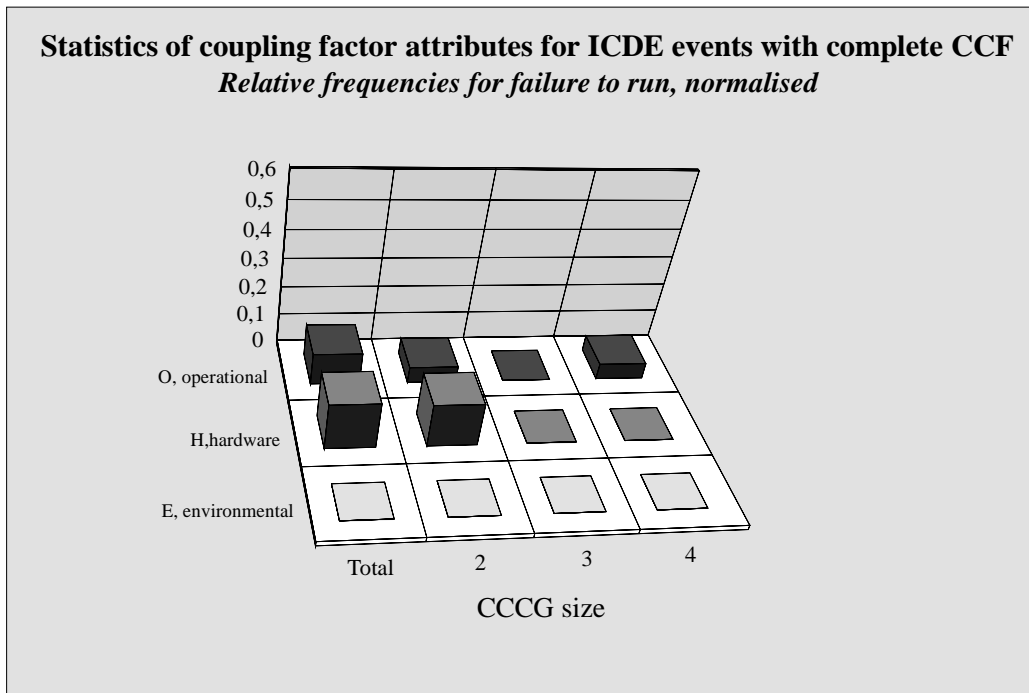 Statistics of coupling factor attributes for ICDE events with complete CCF
Relative frequencies for failure to run, normalised
0,6
0,5
0,4
0,3
0,2
0,1
0
O, operational
H,hardware
E, environmental
Total
2
3
4
CCCG size